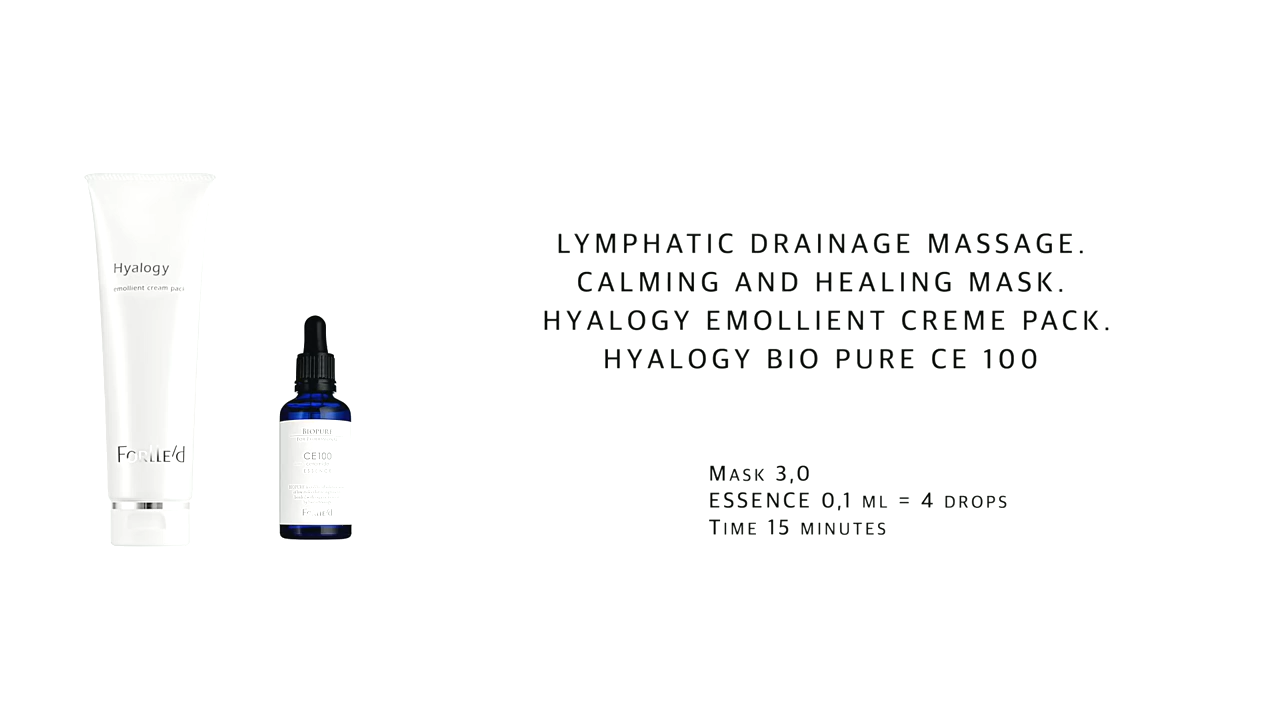 Hyalogy
emollient cream pack
FORLLE'd
BIOPURE
CE100
LYMPHATIC DRAINAGE MASSAGE.
CALMING AND HEALING MASK.
HYALOGY EMOLLIENT CREME PACK.
HYALOGY BIO PURE CE 100
MASK 3,0
ESSENCE 0,1 ML = 4 DROPS
TIME 15 MINUTES